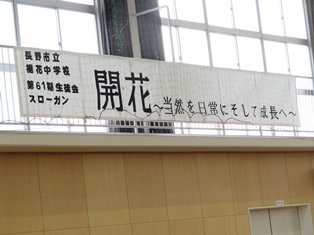 長野市立
裾花中学校
第61期生徒会
スローガン
開花～当然を日常にそして成長へ～